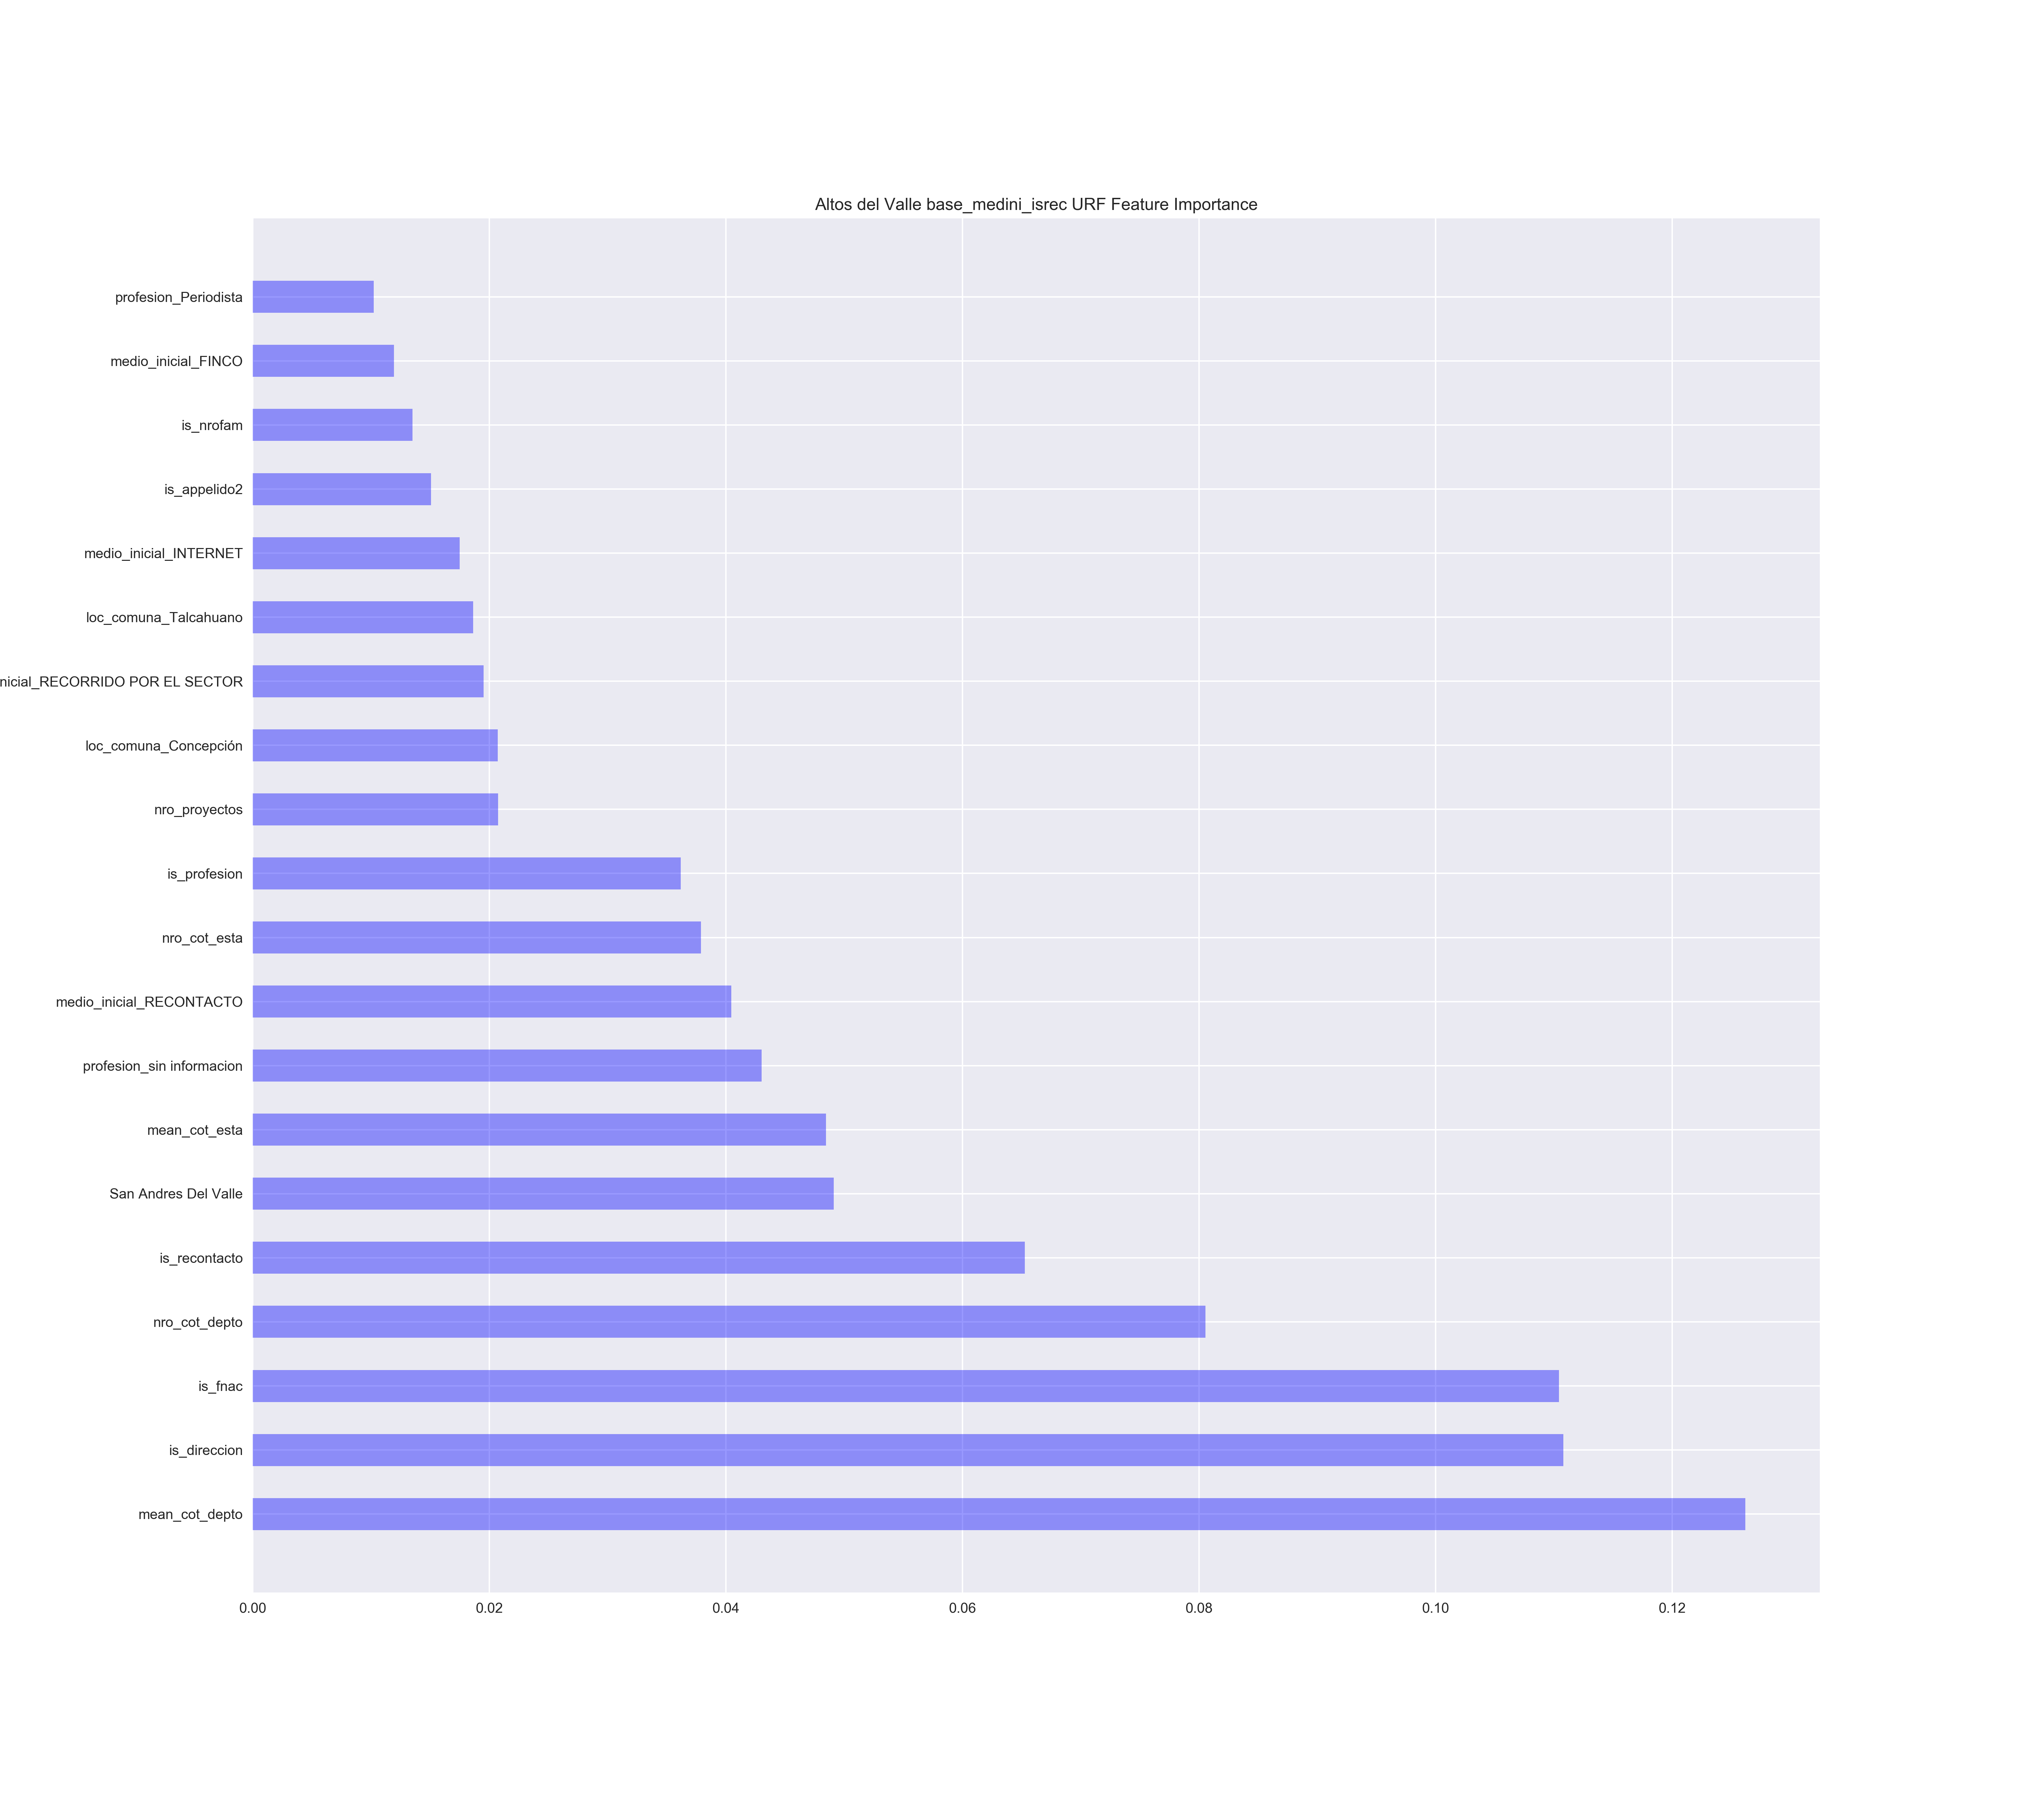 Altos del Valle base_medini_isrec URF Feature Importance
profesion_Periodista
medio_inicial_FINCO
is_nrofam
is_appelido2
medio_inicial_INTERNET
loc_comuna_Talcahuano
nicial_RECORRIDO POR EL SECTOR
loc_comuna_Concepción
nro_proyectos
is_profesion
nro_cot_esta
medio_inicial_RECONTACTO
profesion_sin informacion
mean_cot_esta
San Andres Del Valle
is_recontacto
nro_cot_depto
is_fnac
is_direccion
mean_cot_depto
0.00 0.02 0.04 0.06 0.08 0.10 0.12